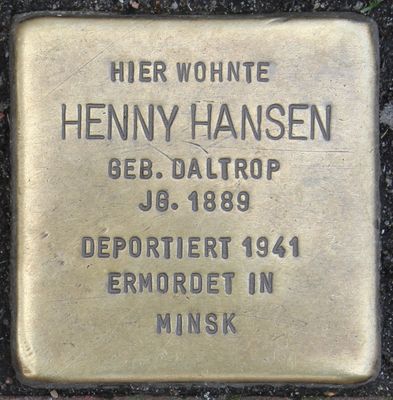 HIER WOHNTE
HENNY HANSEN
GEB. DALTROP
JG. 1889
DEPORTIERT 1941
ERMORDET IN
MINSK